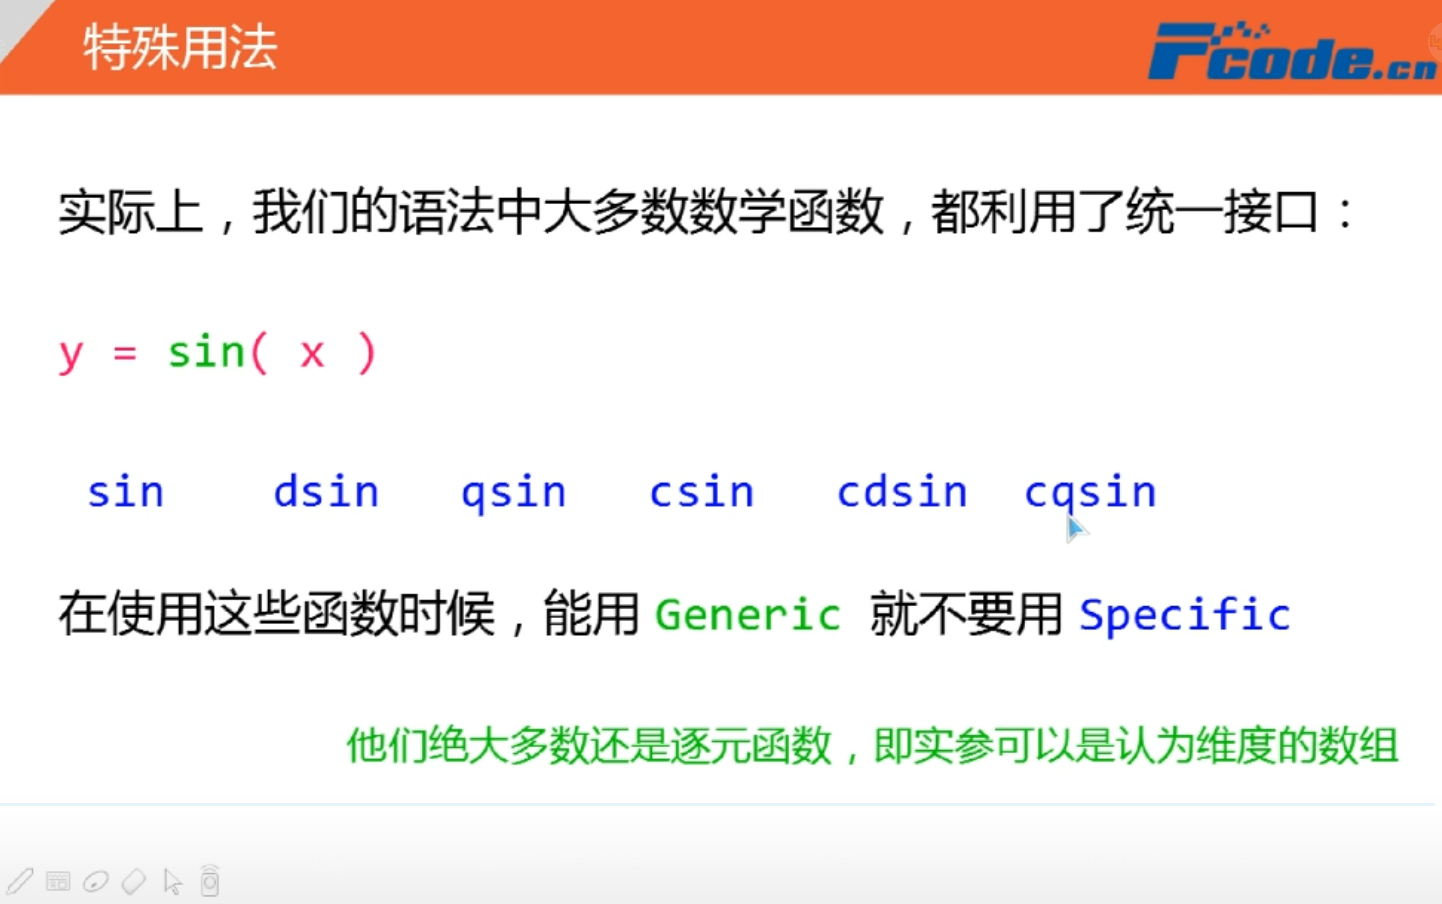 特殊用法
Fcode.cn
实际上，我们的语法中大多数数学函数，都利用了统一接口：
y = sin( x )
sin dsin qsin csin cdsin cqsin
在使用这些函数时候，能用 Generic 就不要用 Specific
他们绝大多数还是逐元函数，即实参可以是认为维度的数组